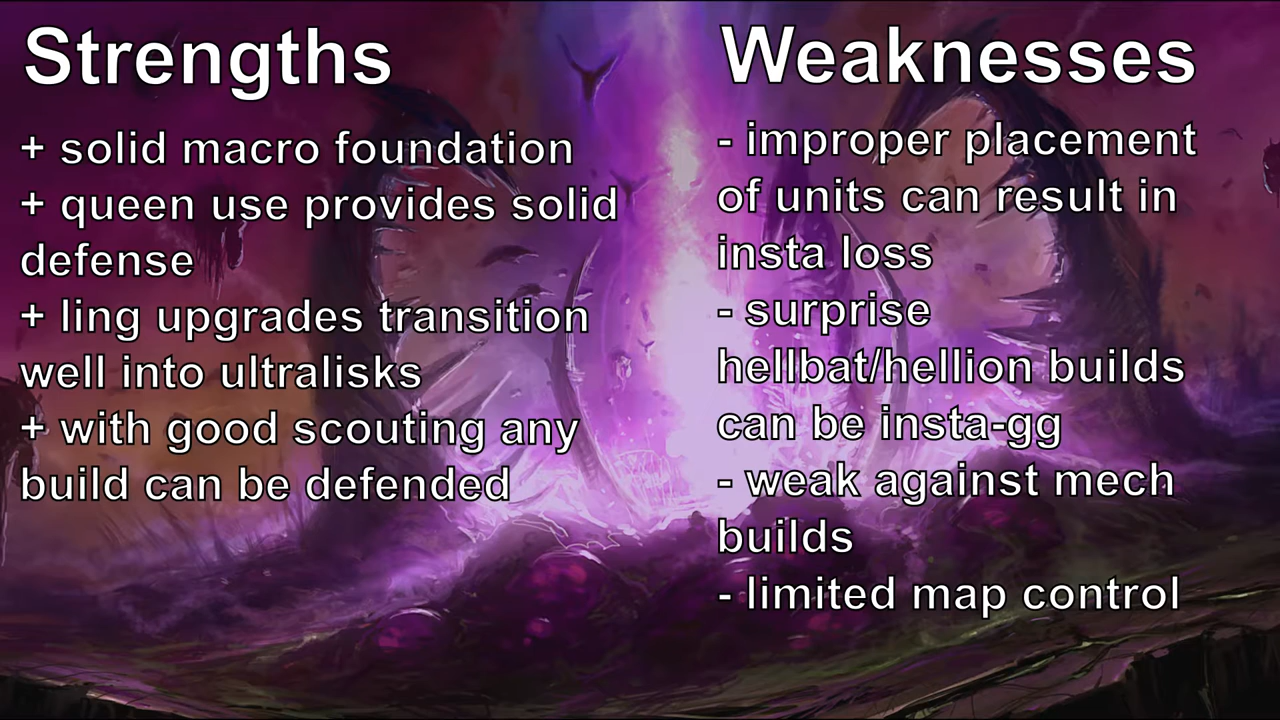 Strengths
+ solid macro foundation
+ queen use provides solid
defense
+ ling upgrades transition
well into ultralisks
+ with good scouting any
build can be defended
Weaknesses
- improper placement
of units can result in
insta loss
- surprise
hellbat/hellion builds
can be insta-gg
- weak against mech
builds
- limited map control